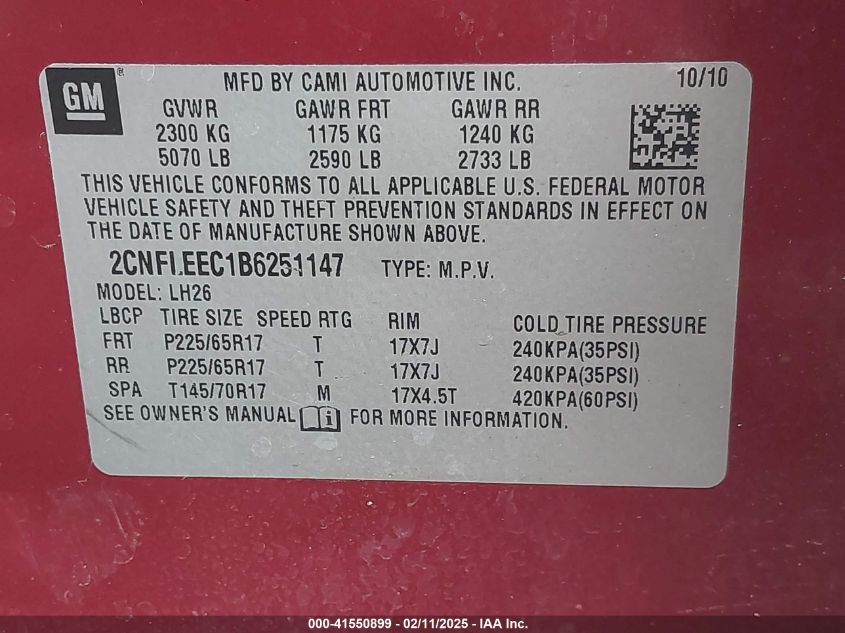 GM ®
MFD BY CAMI AUTOMOTIVE INC. 10/10
GVWR GAWR FRT GAWR RR
2300 KG 1175 KG 1240 KG
5070 LB 2590 LB 2733 LB
THIS VEHICLE CONFORMS TO ALL APPLICABLE U.S. FEDERAL MOTOR
VEHICLE SAFETY AND THEFT PREVENTION STANDARDS IN EFFECT ON
THE DATE OF MANUFACTURE SHOWN ABOVE.
2CNFLEEC1B6251147 TYPE: M.P.V.
MODEL: LH26
LBCP TIRE SIZE SPEED RTG RIM COLD TIRE PRESSURE
FRT P225/65R17 T 17X7J 240KPA(35PSI)
RR P225/65R17 T 17X7J 240KPA(35PSI)
SPA T145/70R17 M 17X4.5T 420KPA(60PSI)
SEE OWNER'S MANUAL i FOR MORE INFORMATION.
000-41550899 - 02/11/2025 - IAA Inc.